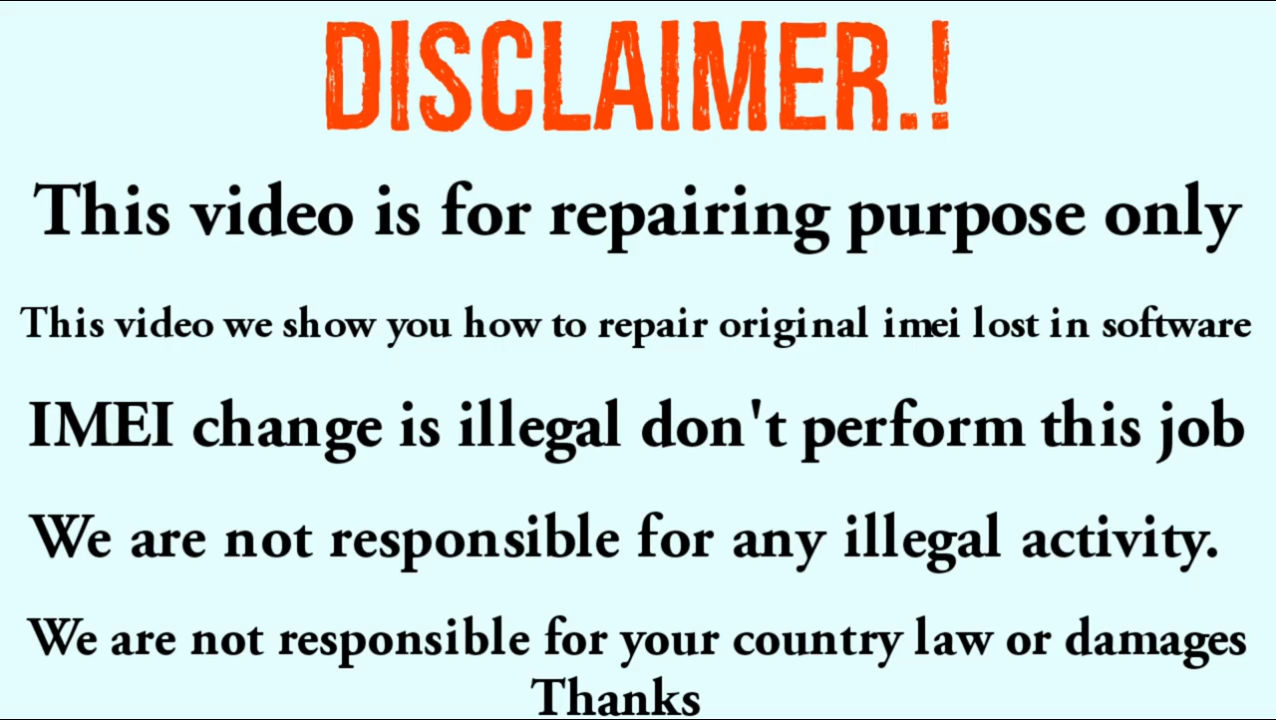 DISCLAIMER.!
This video is for repairing purpose only
This video we show you how to repair original imei lost in software
IMEI change is illegal don't perform this job
We are not responsible for any illegal activity.
We are not responsible for your country law or damages
Thanks